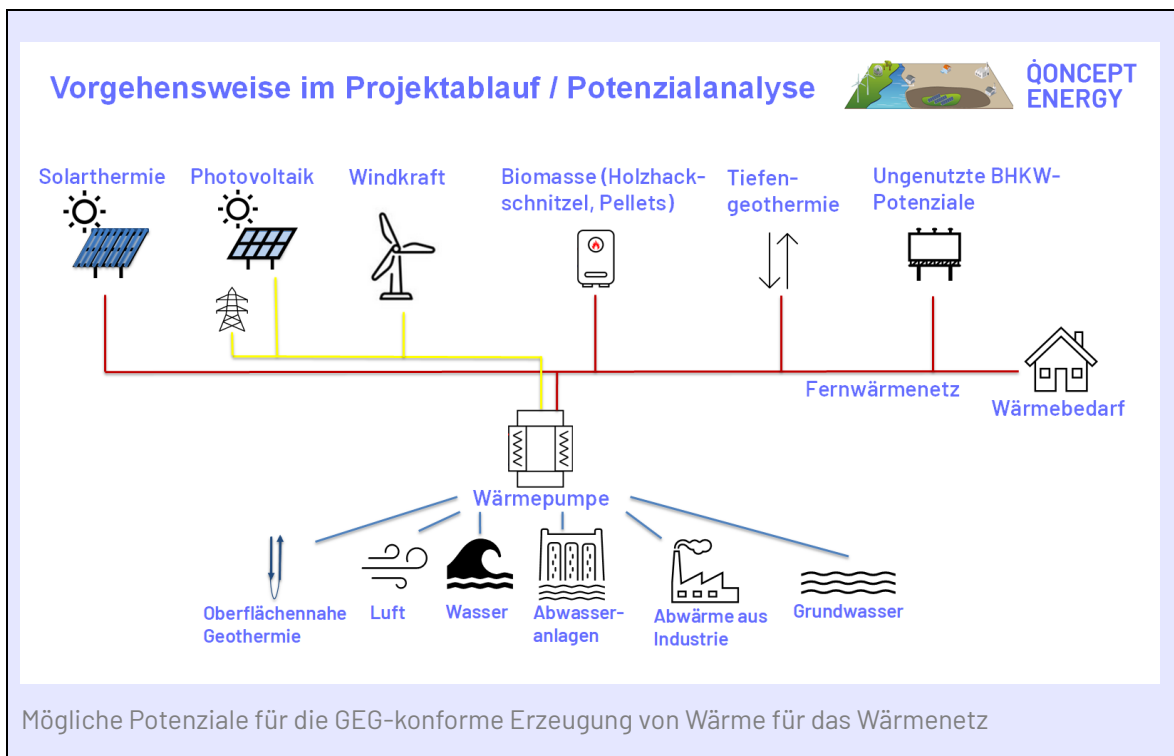 Vorgehensweise im Projektablauf / Potenzialanalyse
Q̇ONCEPT
ENERGY
Solarthermie
Photovoltaik
Windkraft
Biomasse (Holzhack-
schnitzel, Pellets)
Tiefen-
geothermie
Ungenutzte BHKW-
Potenziale
Fernwärmenetz
Wärmebedarf
Wärmepumpe
Oberflächennahe
Geothermie
Luft
Wasser
Abwasser-
anlagen
Abwärme aus
Industrie
Grundwasser
Mögliche Potenziale für die GEG-konforme Erzeugung von Wärme für das Wärmenetz